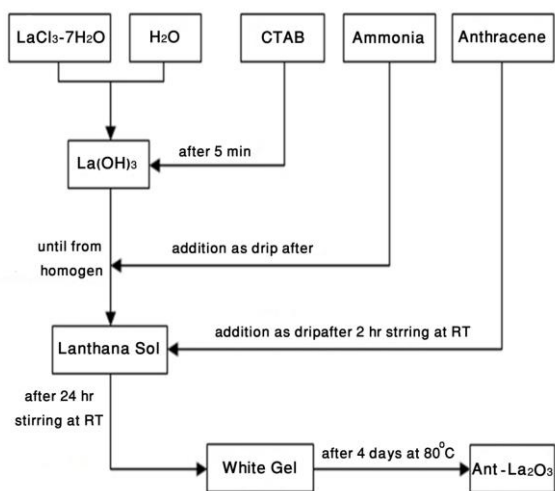 LaCl₃-7H₂O
H₂O
CTAB
Ammonia
Anthracene
after 5 min
La(OH)₃
until from
homogen
addition as drip after
addition as dripafter 2 hr strring at RT
Lanthana Sol
after 24 hr
stirring at RT
after 4 days at 80°C
White Gel
Ant-La₂O₃